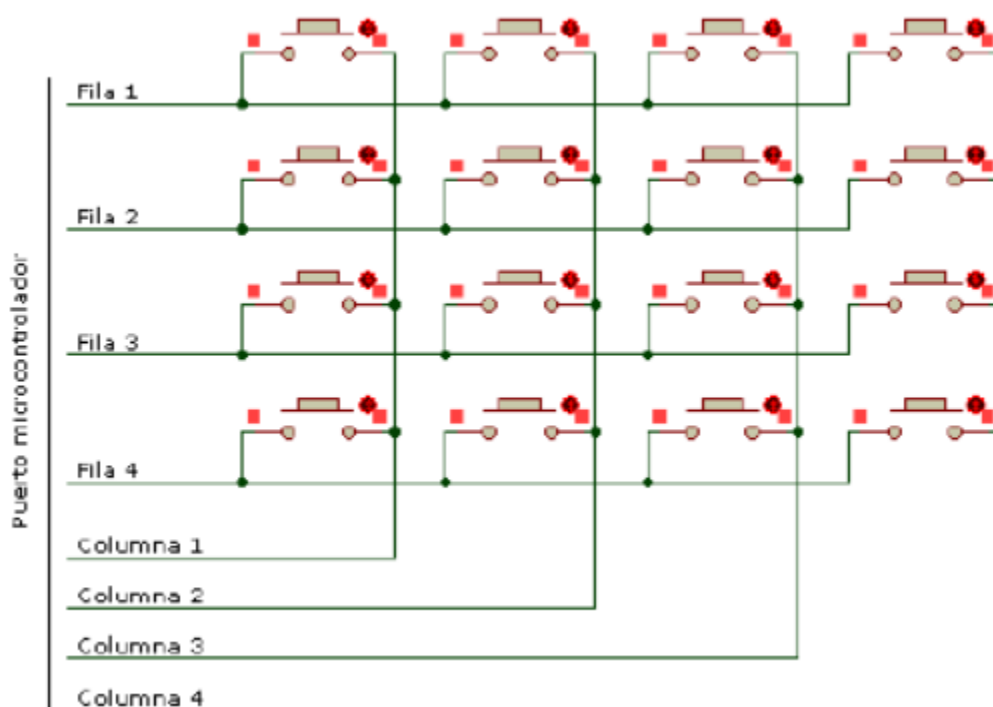 Fila 1
Fila 2
Fila 3
Fila 4
Puerto microcontrolador
Columna 1
Columna 2
Columna 3
Columna 4